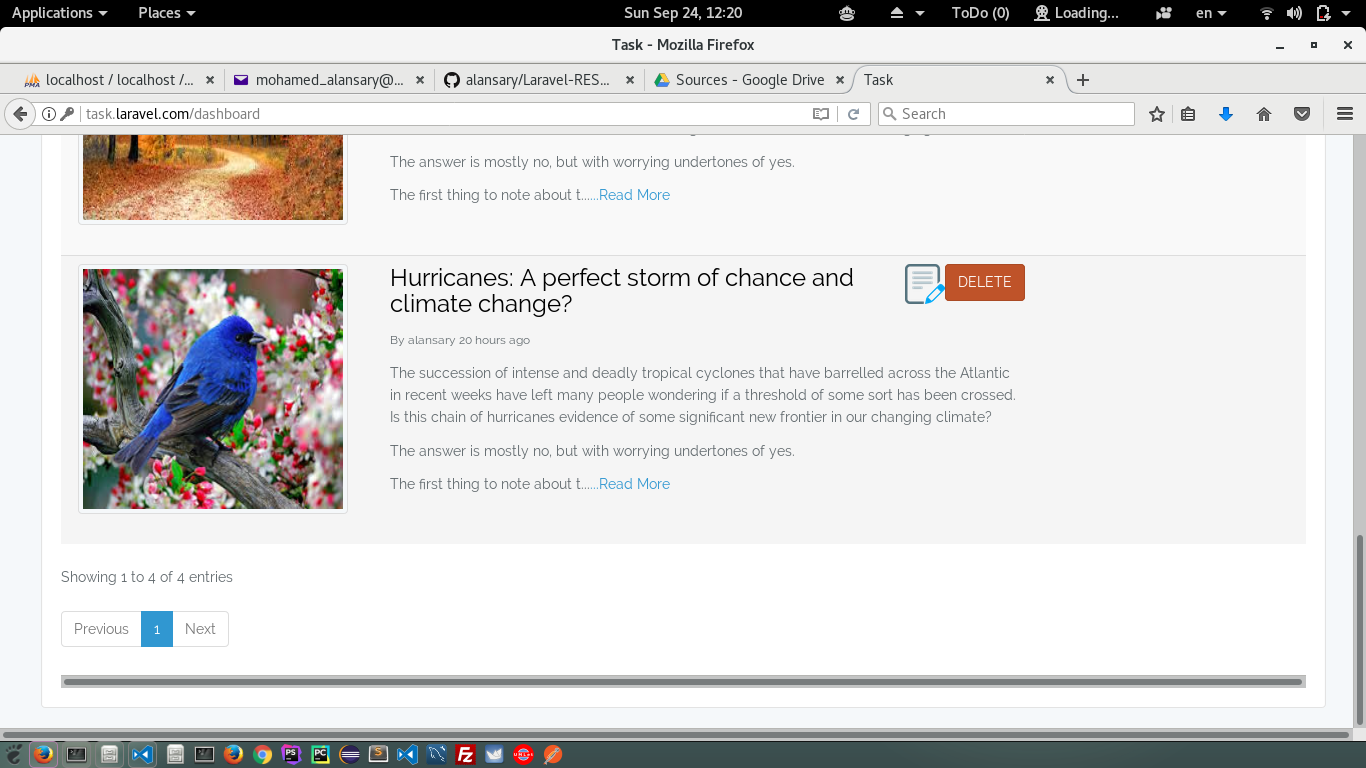 Applications Places Sun Sep 24, 12:20 ToDo (0) Loading... en
Task - Mozilla Firefox
localhost / localhost /... mohamed_alansary@... alansary/Laravel-RES... Sources - Google Drive Task
task.laravel.com/dashboard Search
The answer is mostly no, but with worrying undertones of yes.
The first thing to note about t......Read More
Hurricanes: A perfect storm of chance and
climate change?
DELETE
By alansary 20 hours ago
The succession of intense and deadly tropical cyclones that have barrelled across the Atlantic
in recent weeks have left many people wondering if a threshold of some sort has been crossed.
Is this chain of hurricanes evidence of some significant new frontier in our changing climate?
The answer is mostly no, but with worrying undertones of yes.
The first thing to note about t......Read More
Showing 1 to 4 of 4 entries
Previous 1 Next